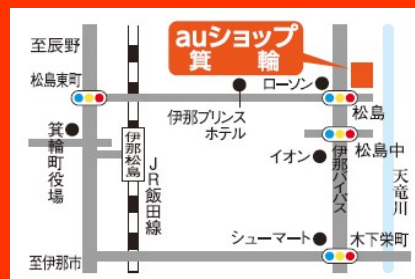 至辰野
auショップ
箕輪
松島東町
ローソン
松島
伊那プリンス
ホテル
箕輪町役場
伊那松島
JR飯田線
松島中
イオン
伊那バイパス
天竜川
シューマート
木下栄町
至伊那市